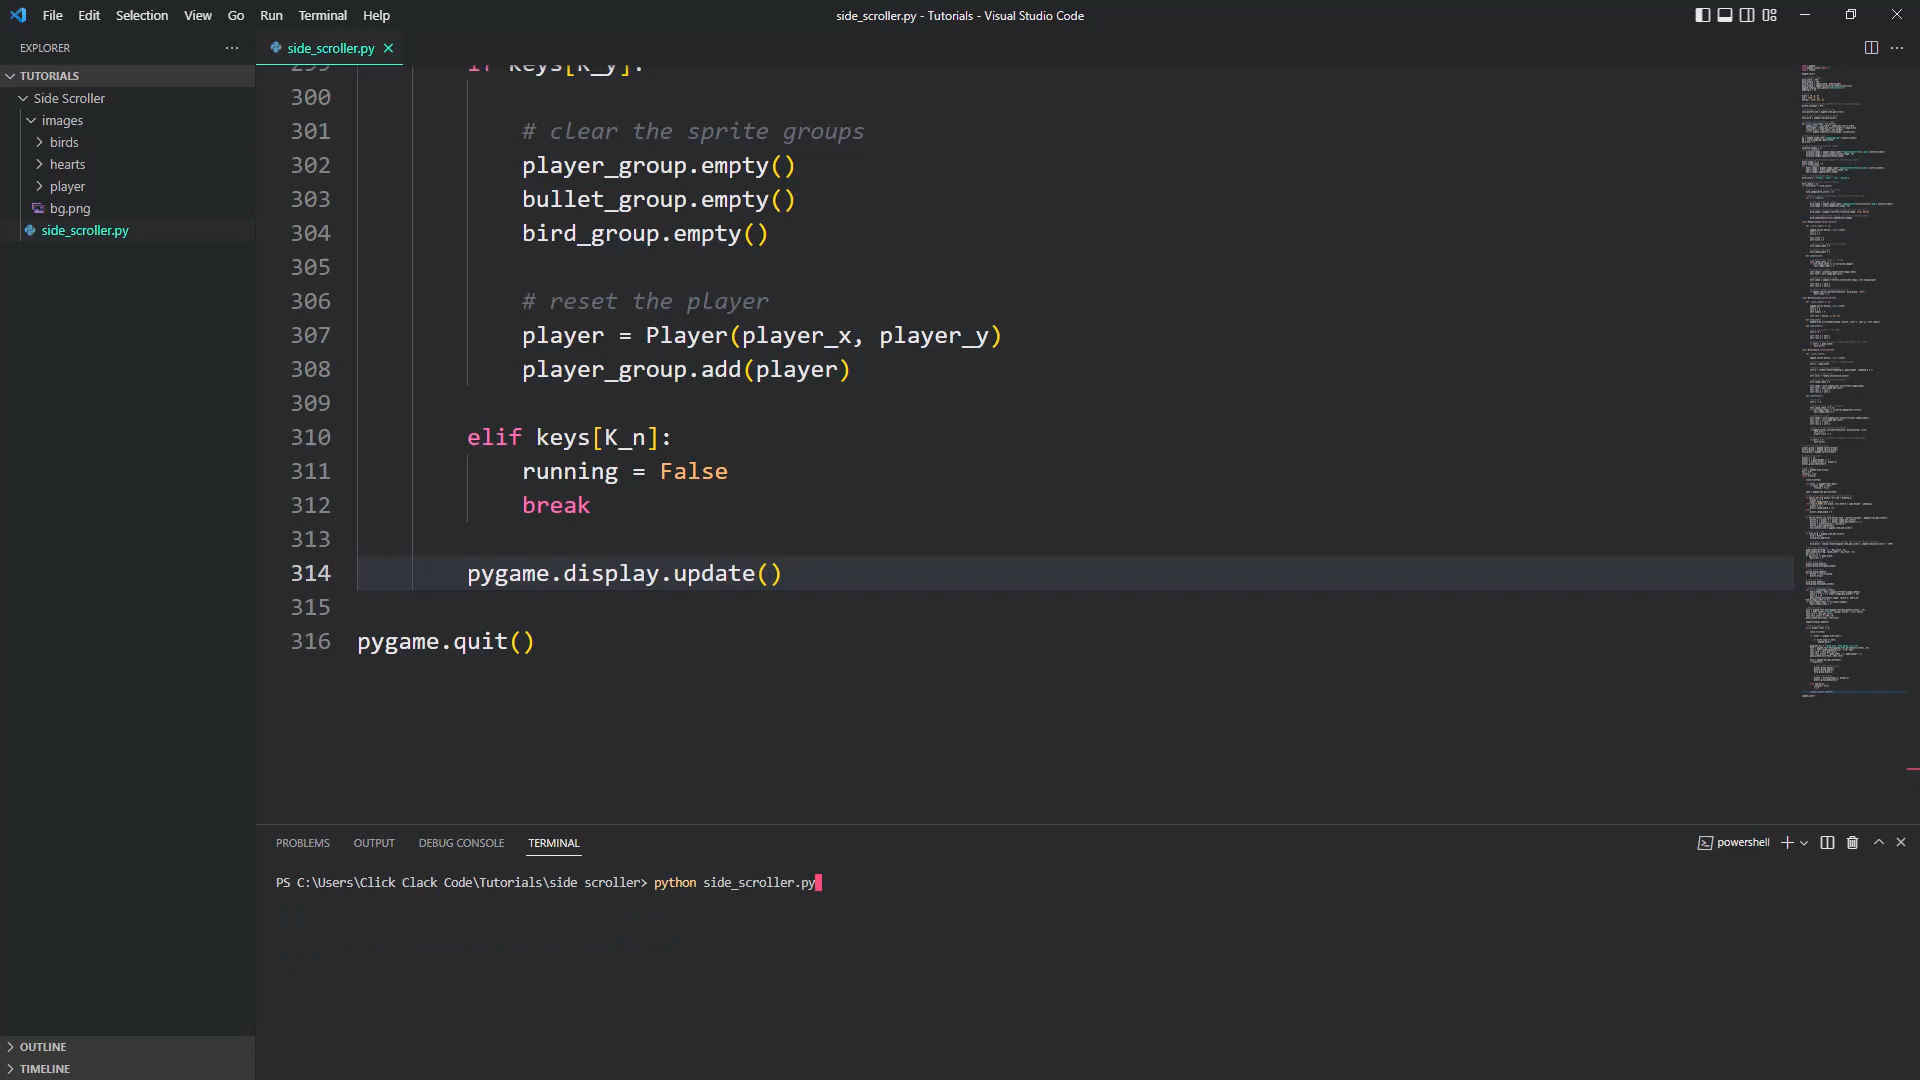 File Edit Selection View Go Run Terminal Help
side_scroller.py - Tutorials - Visual Studio Code
EXPLORER
side_scroller.py
TUTORIALS
Side Scroller
images
birds
hearts
player
bg.png
side_scroller.py
299 if keys[K_y]:
300
301 # clear the sprite groups
302 player_group.empty()
303 bullet_group.empty()
304 bird_group.empty()
305
306 # reset the player
307 player = Player(player_x, player_y)
308 player_group.add(player)
309
310 elif keys[K_n]:
311 running = False
312 break
313
314 pygame.display.update()
315
316 pygame.quit()
PROBLEMS OUTPUT DEBUG CONSOLE TERMINAL
powershell
PS C:\Users\Click Clack Code\Tutorials\side scroller> python side_scroller.py
OUTLINE
TIMELINE